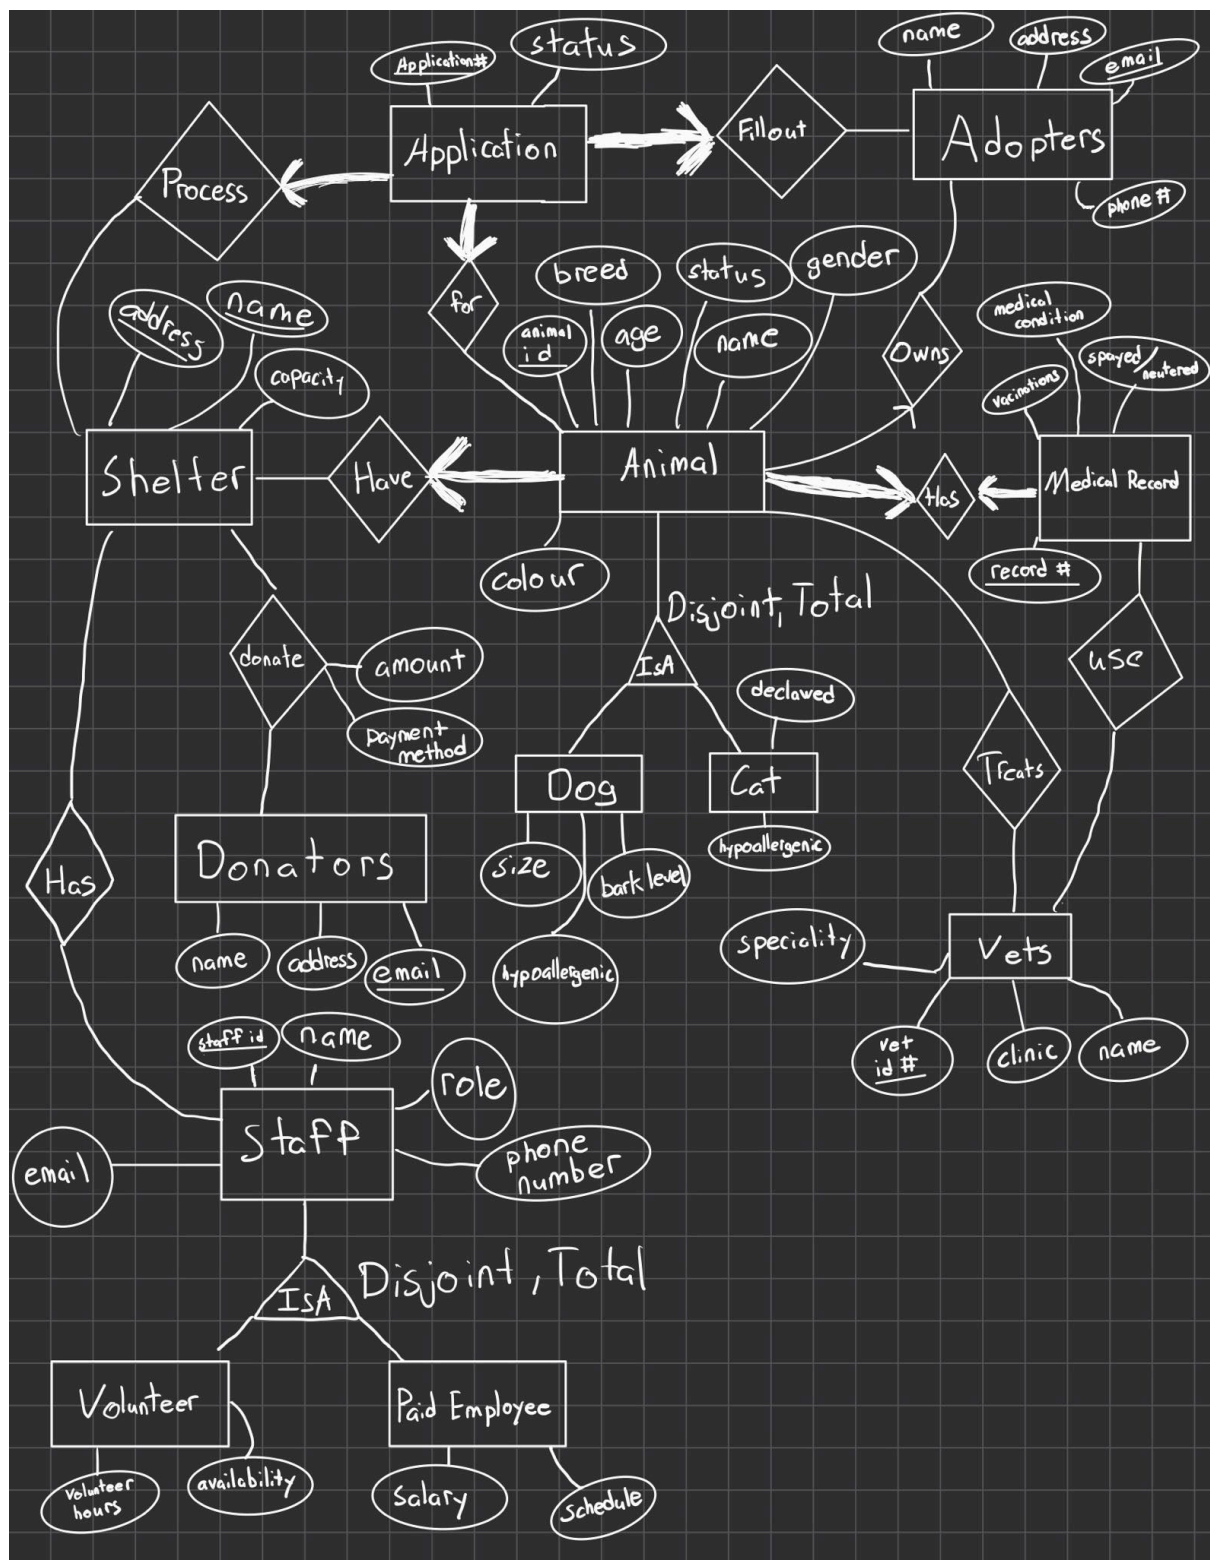 status
name
address
email
Application#
Application
Fillout
Adopters
Process
phone #
for
breed
status
gender
address
name
capacity
animal
id
age
name
Owns
medical
condition
spayed/
neutered
vacinations
Shelter
Have
Animal
Has
Medical Record
record #
colour
Disjoint, Total
IsA
donate
amount
payment
method
declawed
use
Treats
Dog
Cat
hypoallergenic
size
bark level
hypoallergenic
Has
Donators
name
address
email
speciality
Vets
vet
id #
clinic
name
staff id
name
role
Staff
email
phone
number
Disjoint, Total
IsA
Volunteer
Paid Employee
Volunteer
hours
availability
Salary
Schedule